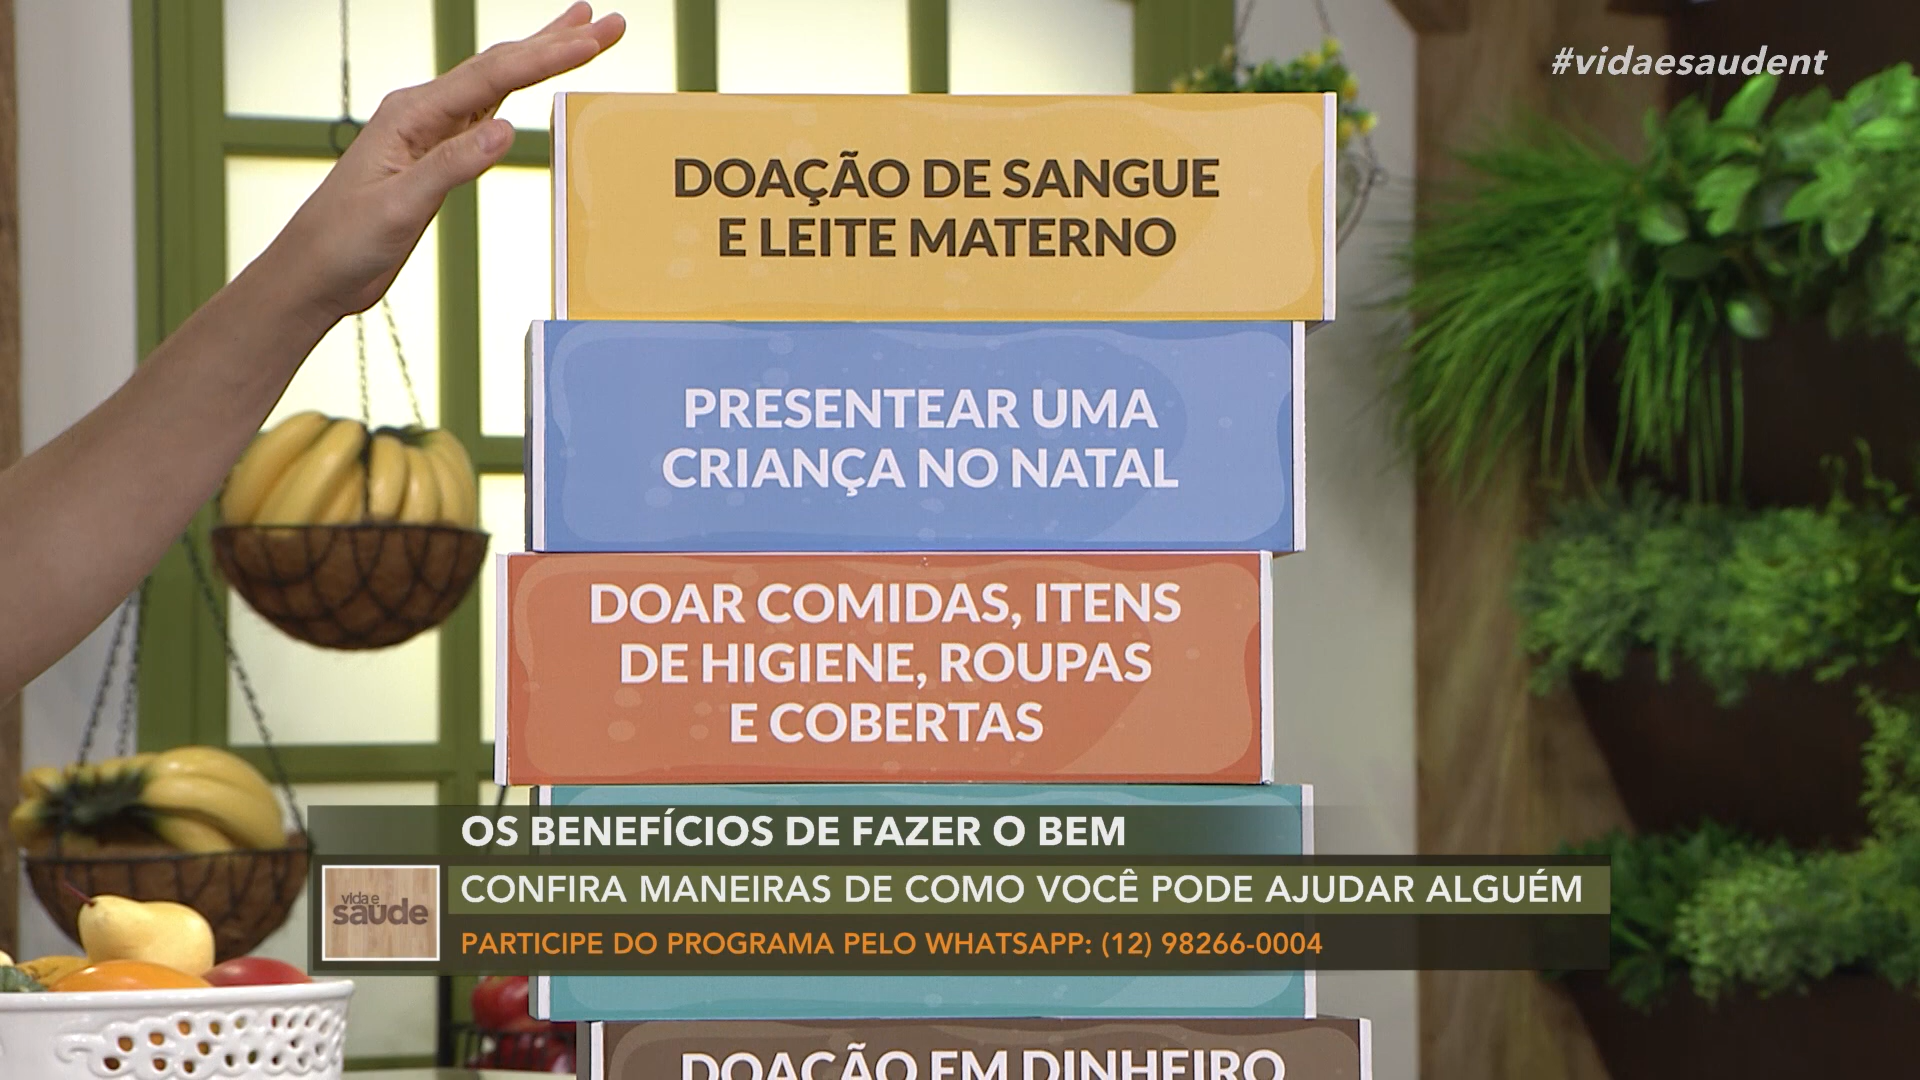 #vidaesaudent
DOAÇÃO DE SANGUE
E LEITE MATERNO
PRESENTEAR UMA
CRIANÇA NO NATAL
DOAR COMIDAS, ITENS
DE HIGIENE, ROUPAS
E COBERTAS
OS BENEFÍCIOS DE FAZER O BEM
CONFIRA MANEIRAS DE COMO VOCÊ PODE AJUDAR ALGUÉM
vida e
saúde
PARTICIPE DO PROGRAMA PELO WHATSAPP: (12) 98266-0004
DOAÇÃO EM DINHEIRO